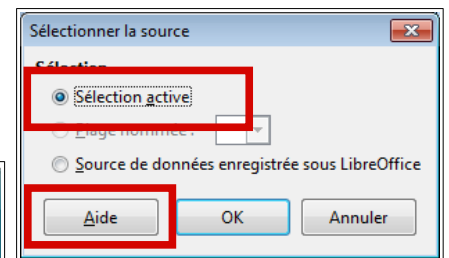 Sélectionner la source
Sélection
Sélection active
Plage nommée :
Source de données enregistrée sous LibreOffice
Aide
OK
Annuler